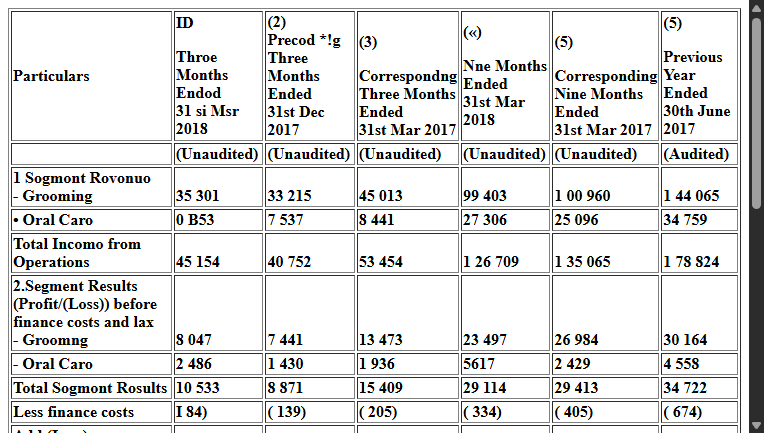 Particulars
ID
Throe
Months
Endod
31 si Msr
2018
(2)
Precod *!g
Three
Months
Ended
31st Dec
2017
(3)
Correspondng
Three Months
Ended
31st Mar 2017
(«)
Nne Months
Ended
31st Mar
2018
(5)
Corresponding
Nine Months
Ended
31st Mar 2017
(5)
Previous
Year
Ended
30th June
2017
(Unaudited) (Unaudited) (Unaudited) (Unaudited) (Unaudited) (Audited)
1 Sogmont Rovonuo
- Grooming 35 301 33 215 45 013 99 403 1 00 960 1 44 065
• Oral Caro 0 B53 7 537 8 441 27 306 25 096 34 759
Total Incomo from
Operations 45 154 40 752 53 454 1 26 709 1 35 065 1 78 824
2.Segment Results
(Profit/(Loss)) before
finance costs and lax
- Groomng 8 047 7 441 13 473 23 497 26 984 30 164
- Oral Caro 2 486 1 430 1 936 5617 2 429 4 558
Total Sogmont Rosults 10 533 8 871 15 409 29 114 29 413 34 722
Less finance costs I 84) ( 139) ( 205) ( 334) ( 405) ( 674)